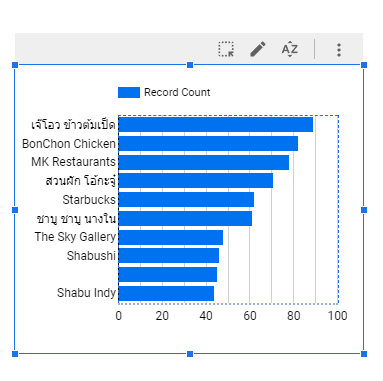 AZ
Record Count
เจ๊โอว ข้าวต้มเป็ด
BonChon Chicken
MK Restaurants
สวนผัก โอ้กะจู๋
Starbucks
ชาบู ชาบู นางใน
The Sky Gallery
Shabushi
Shabu Indy
0 20 40 60 80 100